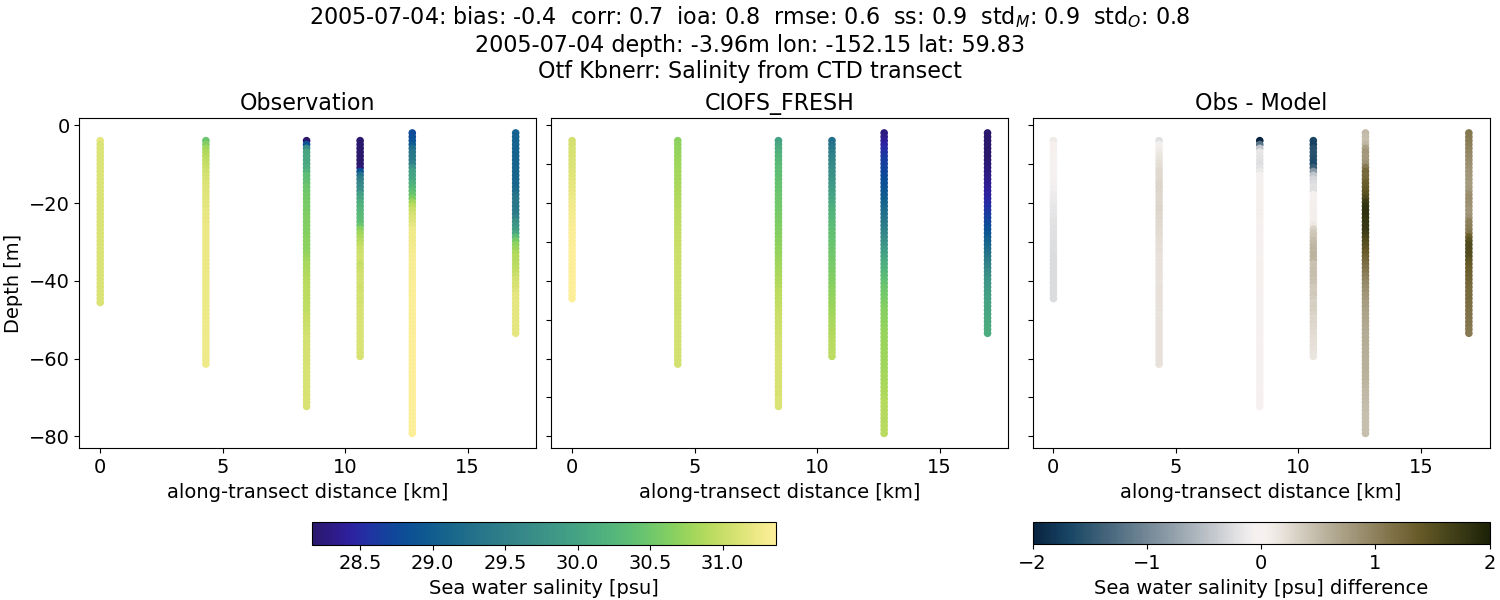 2005-07-04: bias: -0.4 corr: 0.7 ioa: 0.8 rmse: 0.6 ss: 0.9 std_M: 0.9 std_O: 0.8
2005-07-04 depth: -3.96m lon: -152.15 lat: 59.83
Otf Kbnerr: Salinity from CTD transect
Observation
CIOFS_FRESH
Obs - Model
Depth [m]
0
−20
−40
−60
−80
0 5 10 15
0 5 10 15
0 5 10 15
along-transect distance [km]
along-transect distance [km]
along-transect distance [km]
28.5 29.0 29.5 30.0 30.5 31.0
Sea water salinity [psu]
−2 −1 0 1 2
Sea water salinity [psu] difference